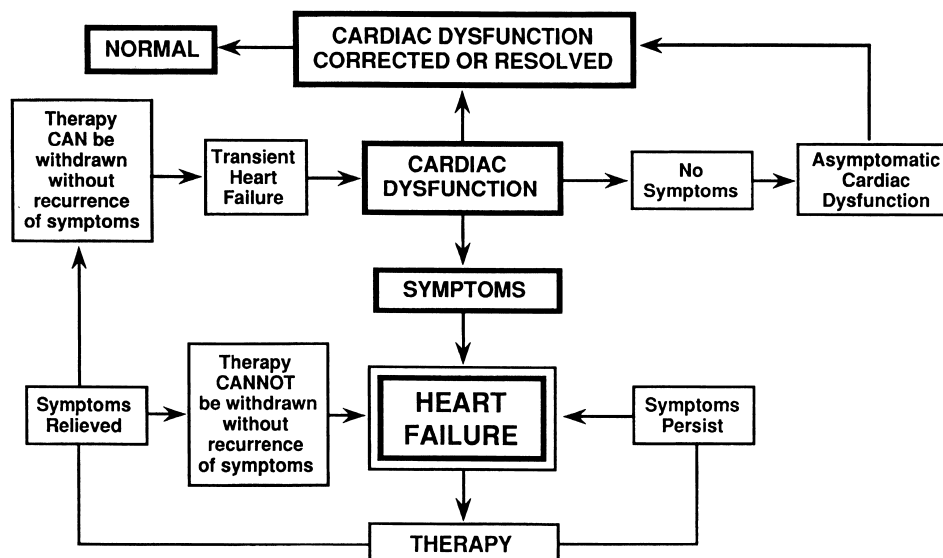 NORMAL
CARDIAC DYSFUNCTION
CORRECTED OR RESOLVED
Therapy
CAN be
withdrawn
without
recurrence
of symptoms
Transient
Heart
Failure
CARDIAC
DYSFUNCTION
No
Symptoms
Asymptomatic
Cardiac
Dysfunction
SYMPTOMS
Symptoms
Relieved
Therapy
CANNOT
be withdrawn
without
recurrence
of symptoms
HEART
FAILURE
Symptoms
Persist
THERAPY